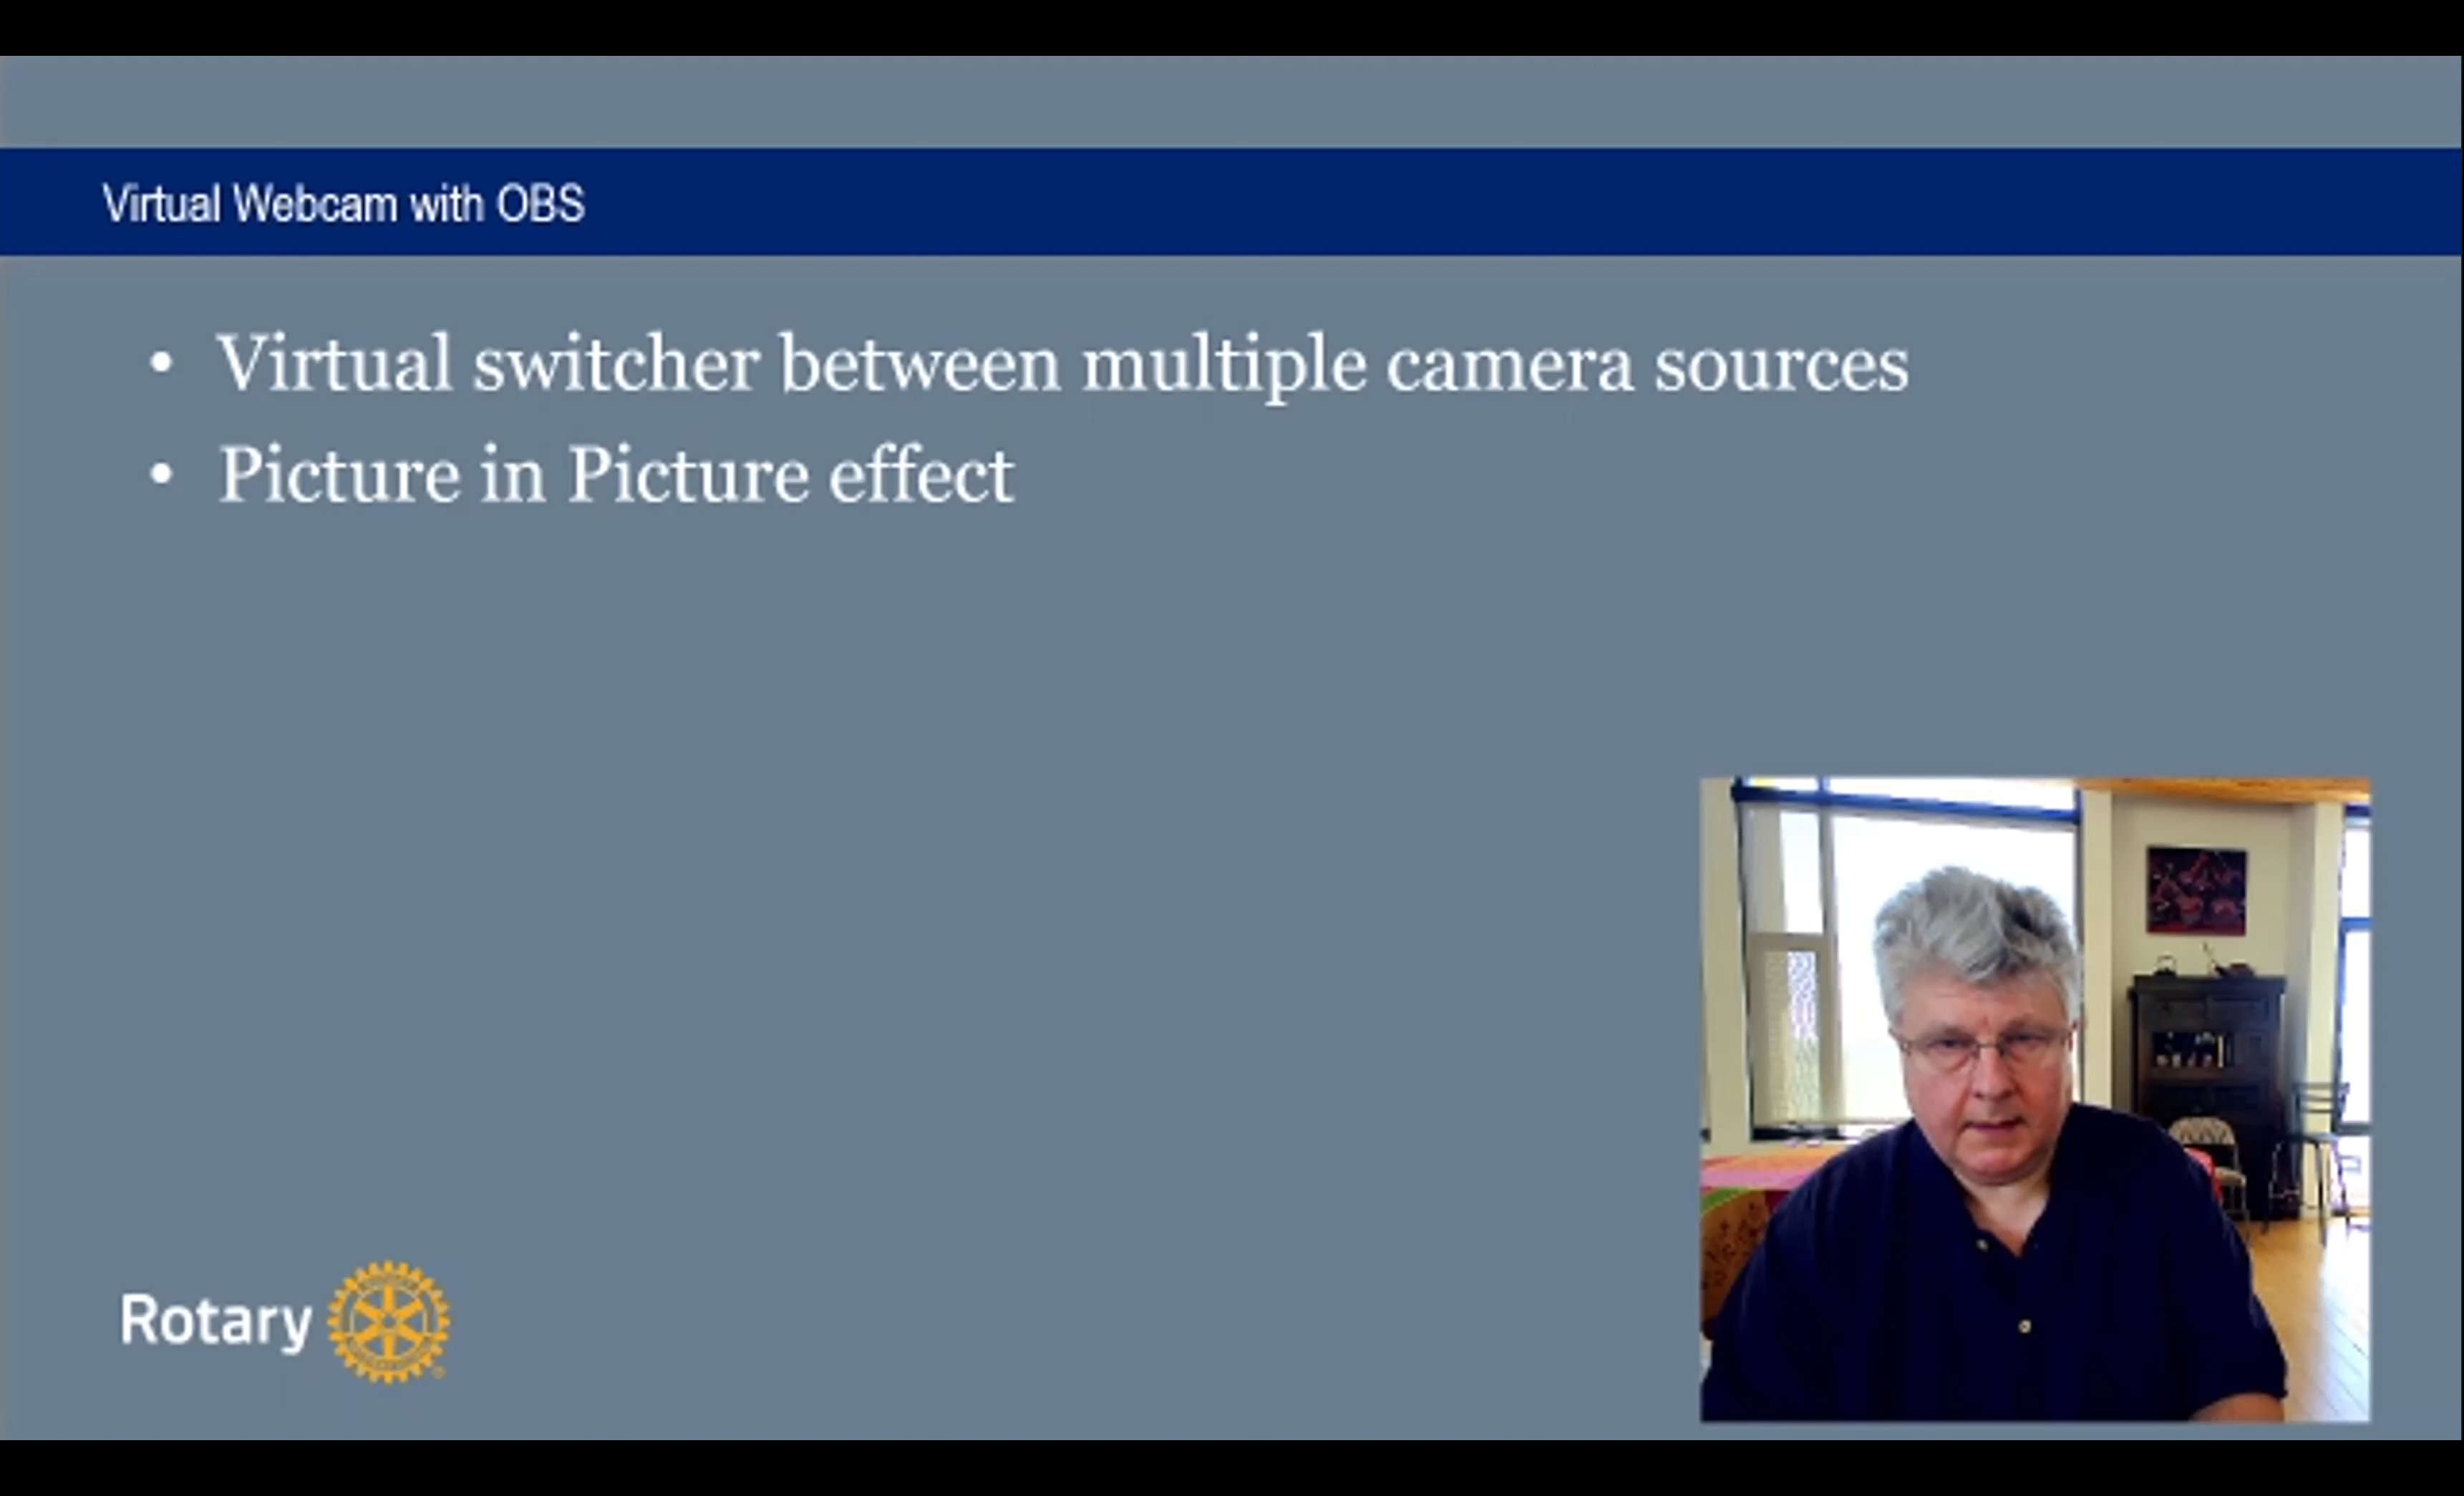 Virtual Webcam with OBS
• Virtual switcher between multiple camera sources
• Picture in Picture effect
Rotary